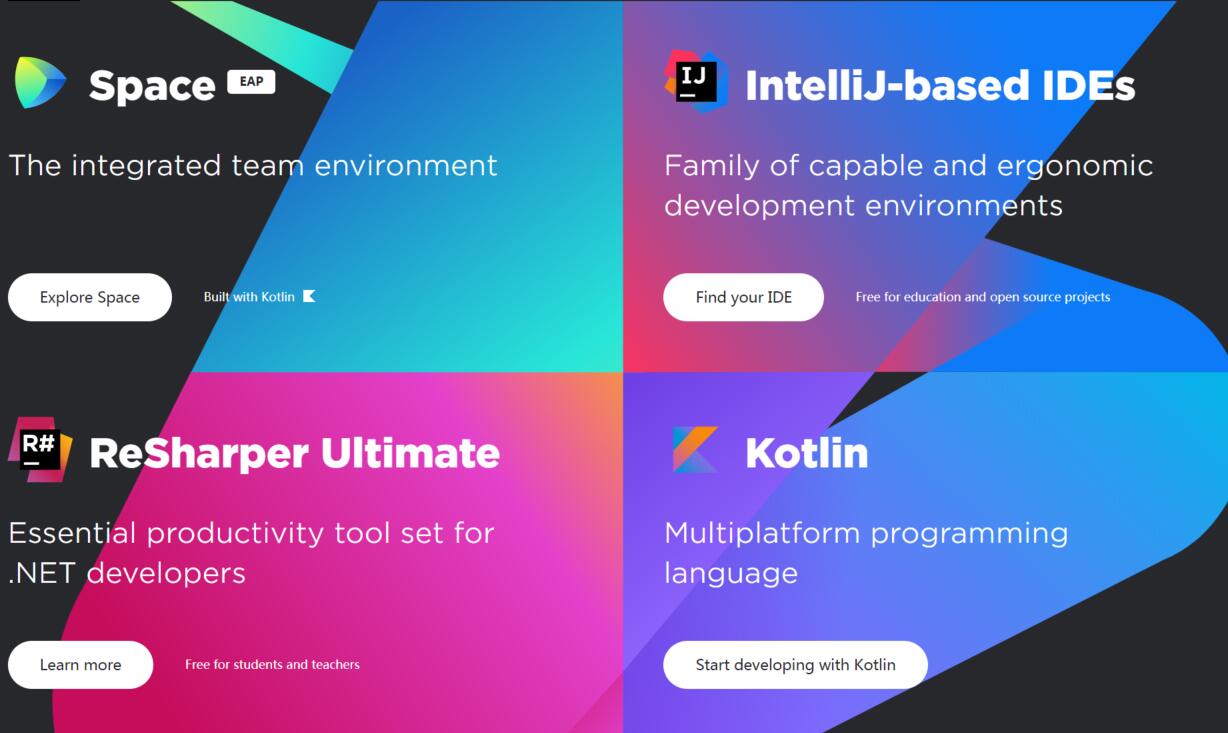 Space EAP
The integrated team environment
Explore Space
Built with Kotlin
IJ
IntelliJ-based IDEs
Family of capable and ergonomic
development environments
Find your IDE
Free for education and open source projects
R#
ReSharper Ultimate
Essential productivity tool set for
.NET developers
Learn more
Free for students and teachers
Kotlin
Multiplatform programming
language
Start developing with Kotlin